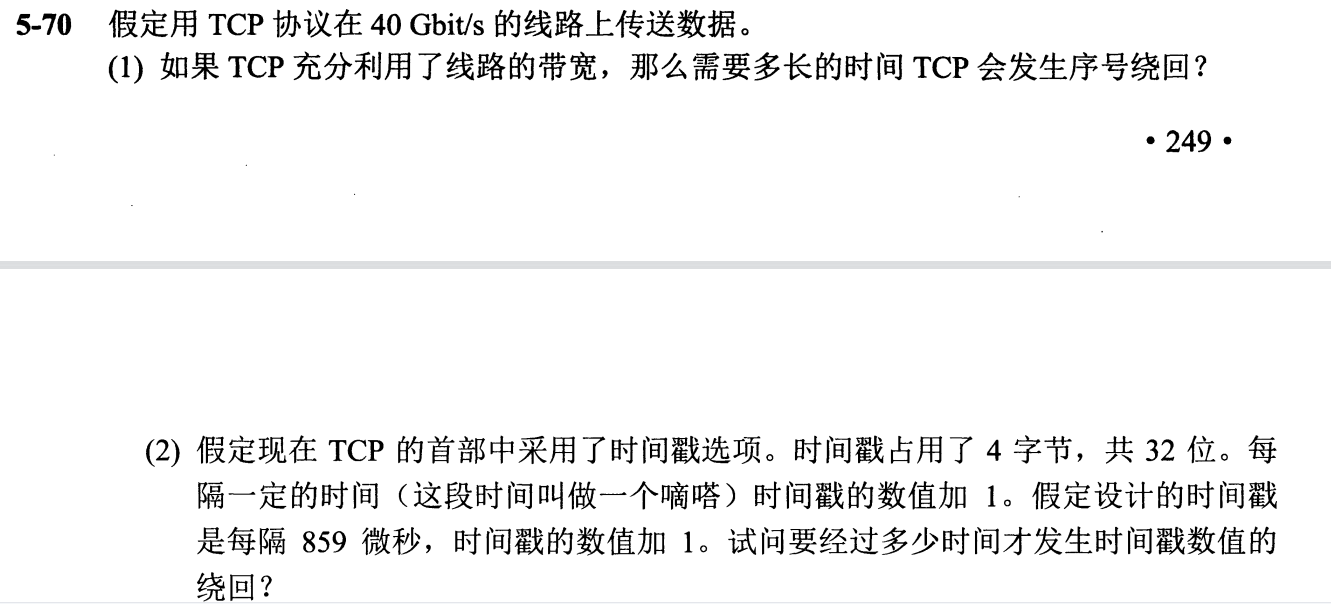 5-70 假定用 TCP 协议在 40 Gbit/s 的线路上传送数据。
(1) 如果 TCP 充分利用了线路的带宽，那么需要多长的时间 TCP 会发生序号绕回？
• 249 •
(2) 假定现在 TCP 的首部中采用了时间戳选项。时间戳占用了 4 字节，共 32 位。每
隔一定的时间（这段时间叫做一个嘀嗒）时间戳的数值加 1。假定设计的时间戳
是每隔 859 微秒，时间戳的数值加 1。试问要经过多少时间才发生时间戳数值的
绕回？